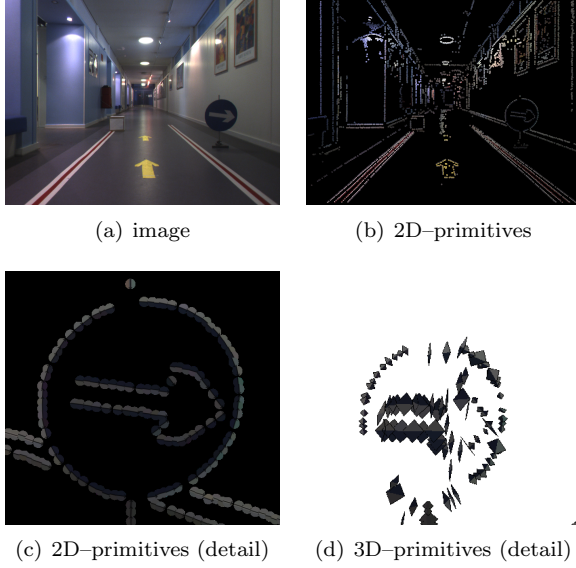 (a) image
(b) 2D–primitives
(c) 2D–primitives (detail)
(d) 3D–primitives (detail)